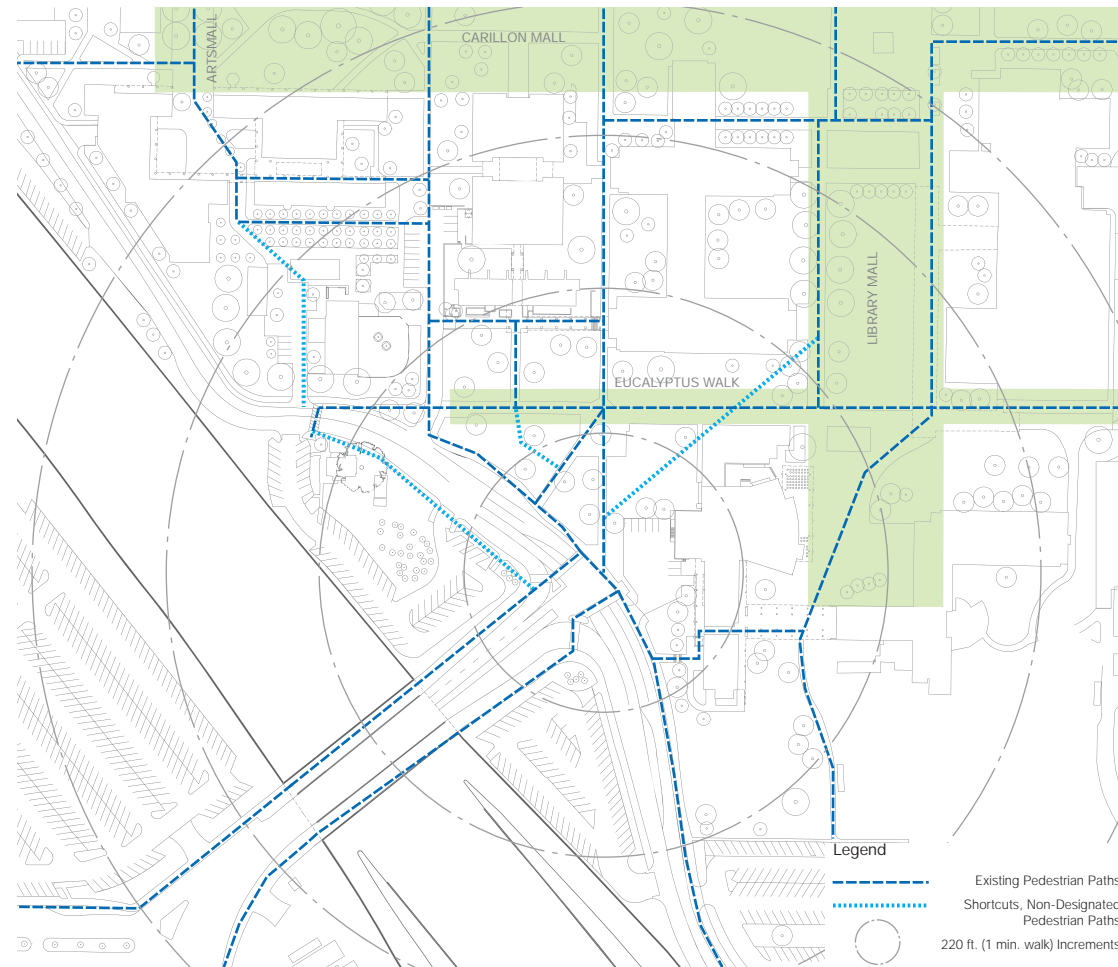 ARTSMALL
CARILLON MALL
LIBRARY MALL
EUCALYPTUS WALK
Legend
Existing Pedestrian Paths
Shortcuts, Non-Designated
Pedestrian Paths
220 ft. (1 min. walk) Increments